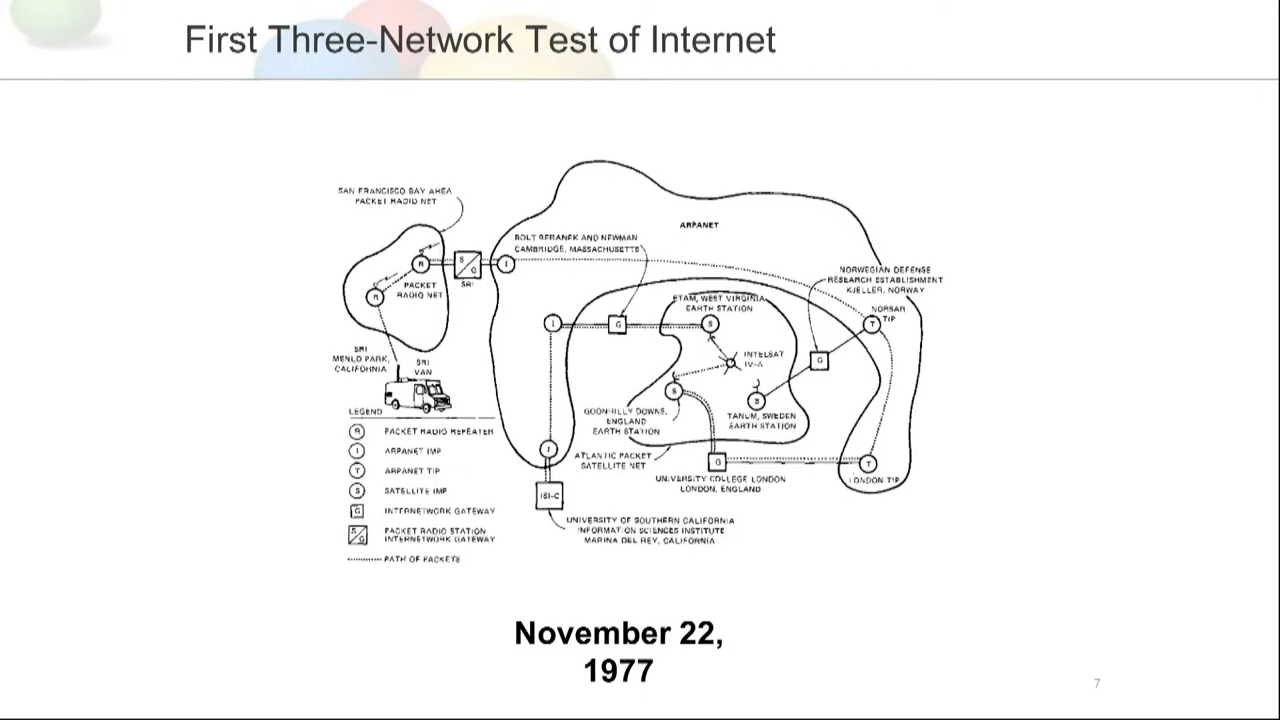 First Three-Network Test of Internet
SAN FRANCISCO BAY AREA
PACKET RADIO NET
ARPANET
BOLT BERANEK AND NEWMAN
CAMBRIDGE, MASSACHUSETTS
R
S
G
I
SRI
PACKET
RADIO NET
R
NORWEGIAN DEFENSE
RESEARCH ESTABLISHMENT
KJELLER, NORWAY
ETAM, WEST VIRGINIA
EARTH STATION
NORSAR
TIP
I
G
S
T
SRI
MENLO PARK,
CALIFORNIA
SRI
VAN
INTELSAT
IV-A
G
S
S
GOONHILLY DOWNS,
ENGLAND
EARTH STATION
TANUM, SWEDEN
EARTH STATION
LEGEND
R PACKET RADIO REPEATER
I ARPANET IMP
T ARPANET TIP
S SATELLITE IMP
G INTERNETWORK GATEWAY
S
G
PACKET RADIO STATION
INTERNETWORK GATEWAY
PATH OF PACKETS
I
ATLANTIC PACKET
SATELLITE NET
G
T
UNIVERSITY COLLEGE LONDON
LONDON, ENGLAND
LONDON TIP
ISI-C
UNIVERSITY OF SOUTHERN CALIFORNIA
INFORMATION SCIENCES INSTITUTE
MARINA DEL REY, CALIFORNIA
November 22,
1977
7